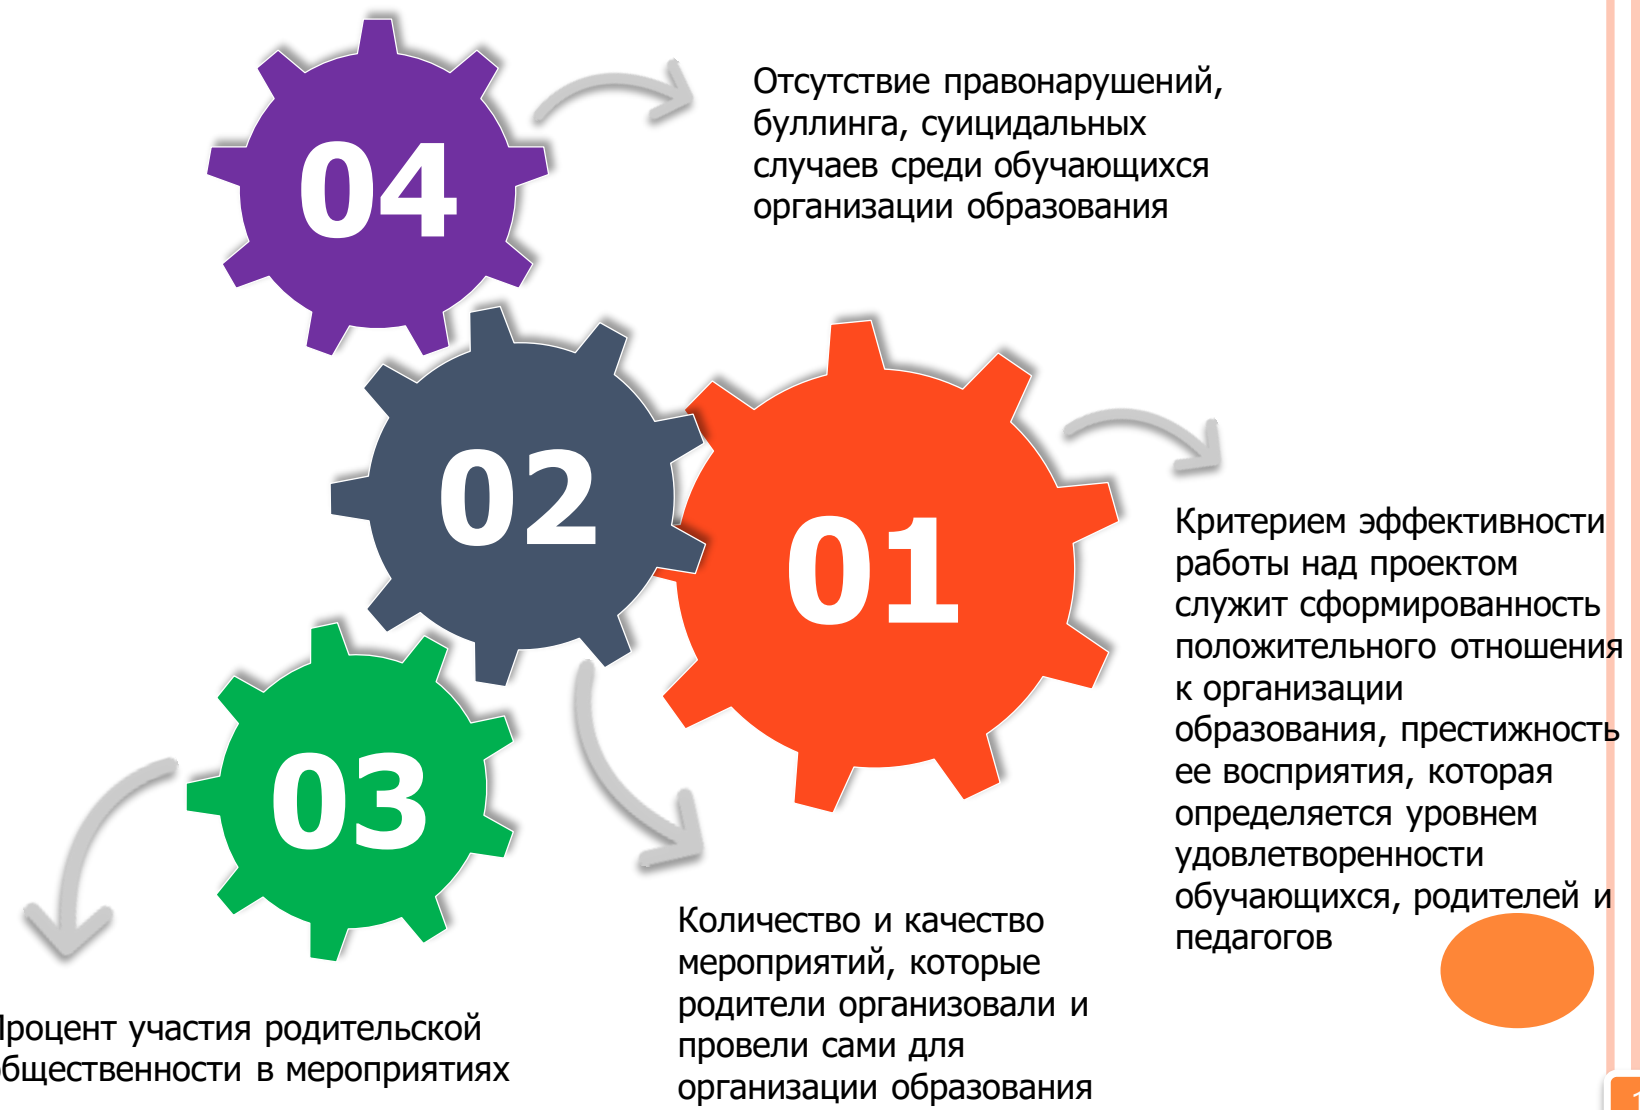 04
Отсутствие правонарушений,
буллинга, суицидальных
случаев среди обучающихся
организации образования
02
01
Критерием эффективности
работы над проектом
служит сформированность
положительного отношения
к организации
образования, престижность
ее восприятия, которая
определяется уровнем
удовлетворенности
обучающихся, родителей и
педагогов
03
Количество и качество
мероприятий, которые
родители организовали и
провели сами для
организации образования
Процент участия родительской
общественности в мероприятиях